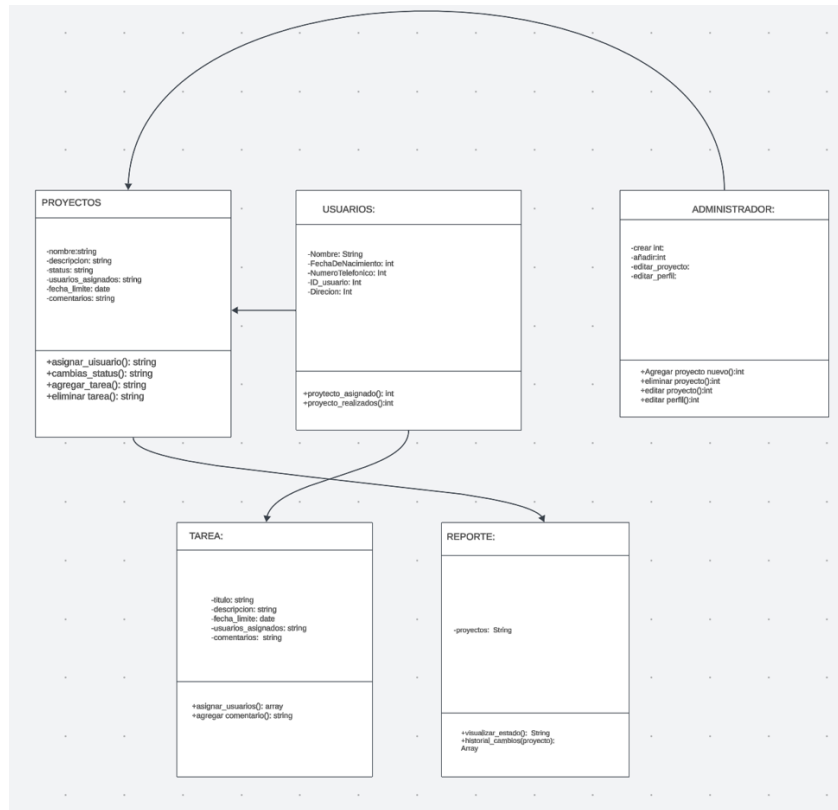 PROYECTOS
-nombre:string
-descripcion: string
-status: string
-usuarios_asignados: string
-fecha_limite: date
-comentarios: string
+asignar_uisuario(): string
+cambias_status(): string
+agregar_tarea(): string
+eliminar tarea(): string
USUARIOS:
-Nombre: String
-FechaDeNacimiento: int
-NumeroTelefonico: Int
-ID_usuario: Int
-Direcion: Int
+proytecto_asignado(): int
+proyecto_realizados():int
ADMINISTRADOR:
-crear int:
-añadir:int
-editar_proyecto:
-editar_perfil:
+Agregar proyecto nuevo():int
+eliminar proyecto():int
+editar proyecto():int
+editar perfil():int
TAREA:
-titulo: string
-descripcion: string
-fecha_limite: date
-usuarios_asignados: string
-comentarios: string
+asignar_usuarios(): array
+agregar comentario(): string
REPORTE:
-proyectos: String
+visualizar_estado(): String
+historial_cambios(proyecto):
Array